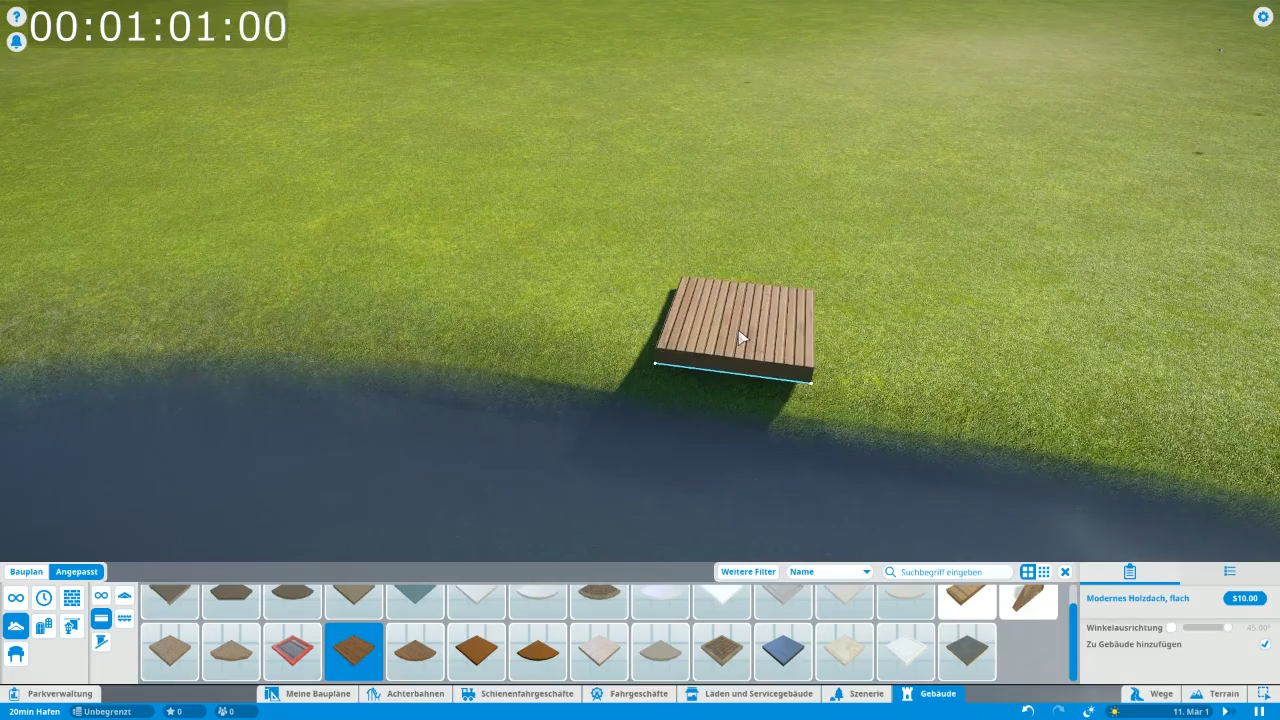 ?
00:01:01:00
Bauplan
Angepasst
Weitere Filter
Name
Suchbegriff eingeben
Modernes Holzdach, flach
$10.00
Winkelausrichtung
45.00°
Zu Gebäude hinzufügen
Parkverwaltung
Meine Baupläne
Achterbahnen
Schienenfahrgeschäfte
Fahrgeschäfte
Läden und Servicegebäude
Szenerie
Gebäude
Wege
Terrain
20min Hafen
Unbegrenzt
0
0
11. Mär 1